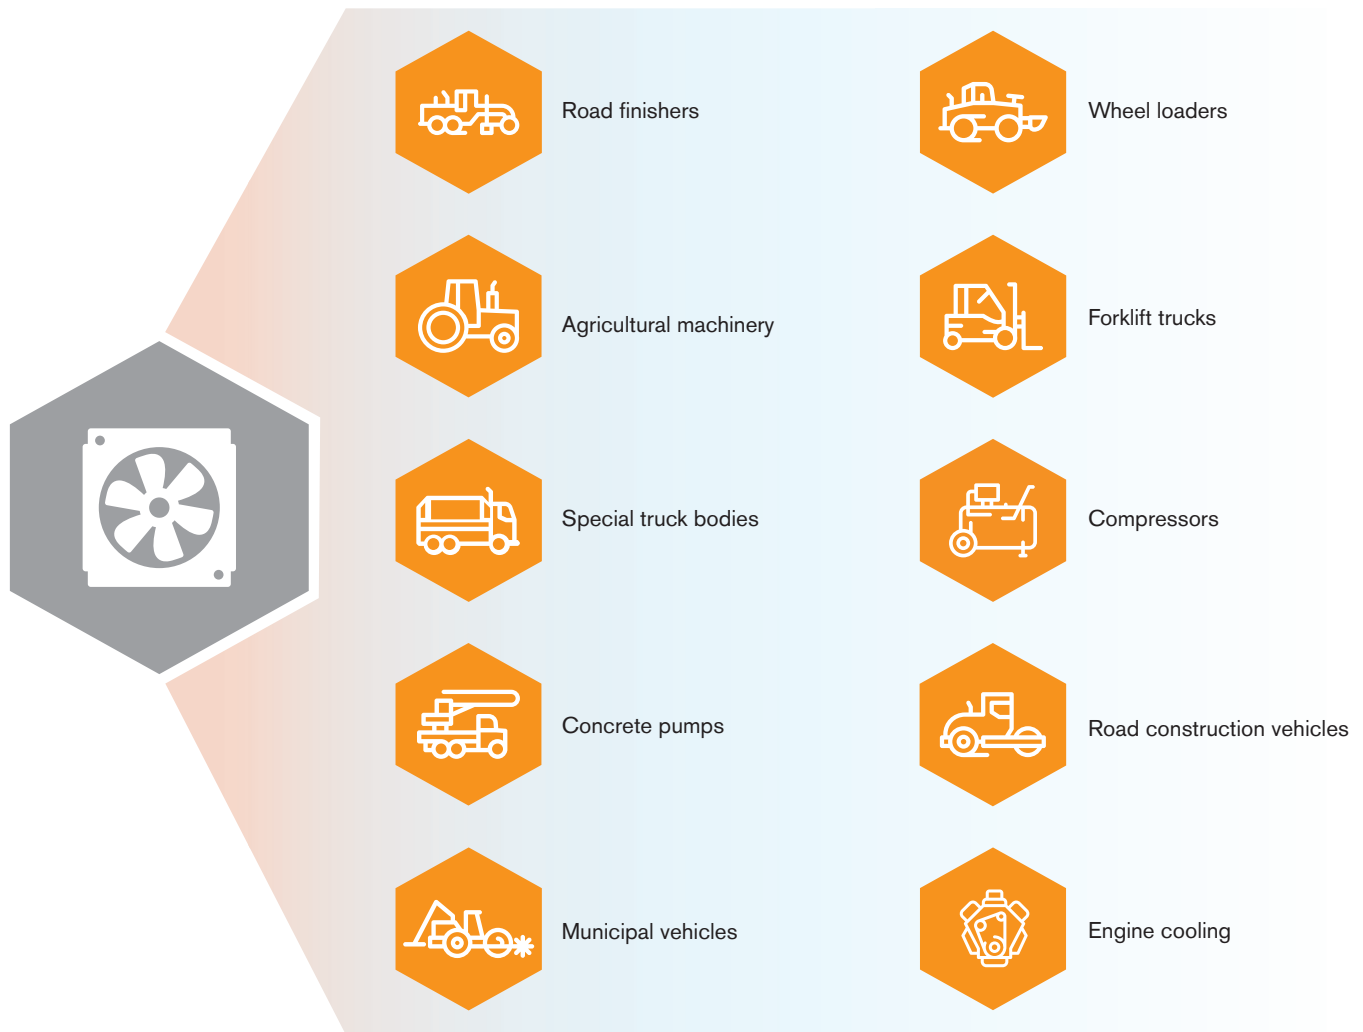 Road finishers
Wheel loaders
Agricultural machinery
Forklift trucks
Special truck bodies
Compressors
Concrete pumps
Road construction vehicles
Municipal vehicles
Engine cooling